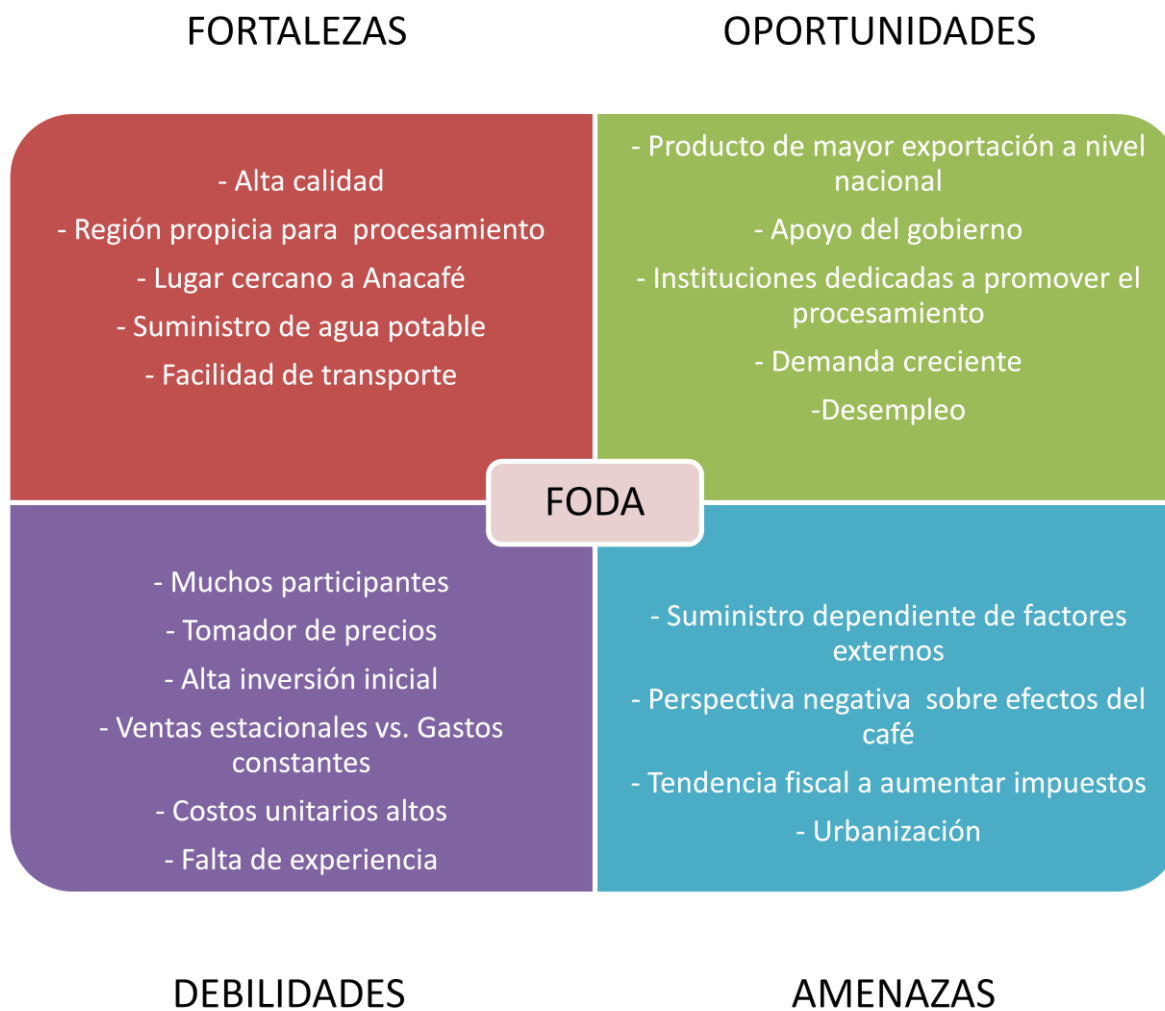 FORTALEZAS
OPORTUNIDADES
- Alta calidad
- Región propicia para  procesamiento
- Lugar cercano a Anacafé
- Suministro de agua potable
- Facilidad de transporte
- Producto de mayor exportación a nivel
nacional
- Apoyo del gobierno
- Instituciones dedicadas a promover el
procesamiento
- Demanda creciente
-Desempleo
FODA
- Muchos participantes
- Tomador de precios
- Alta inversión inicial
- Ventas estacionales vs. Gastos
constantes
- Costos unitarios altos
- Falta de experiencia
- Suministro dependiente de factores
externos
- Perspectiva negativa  sobre efectos del
café
- Tendencia fiscal a aumentar impuestos
- Urbanización
DEBILIDADES
AMENAZAS